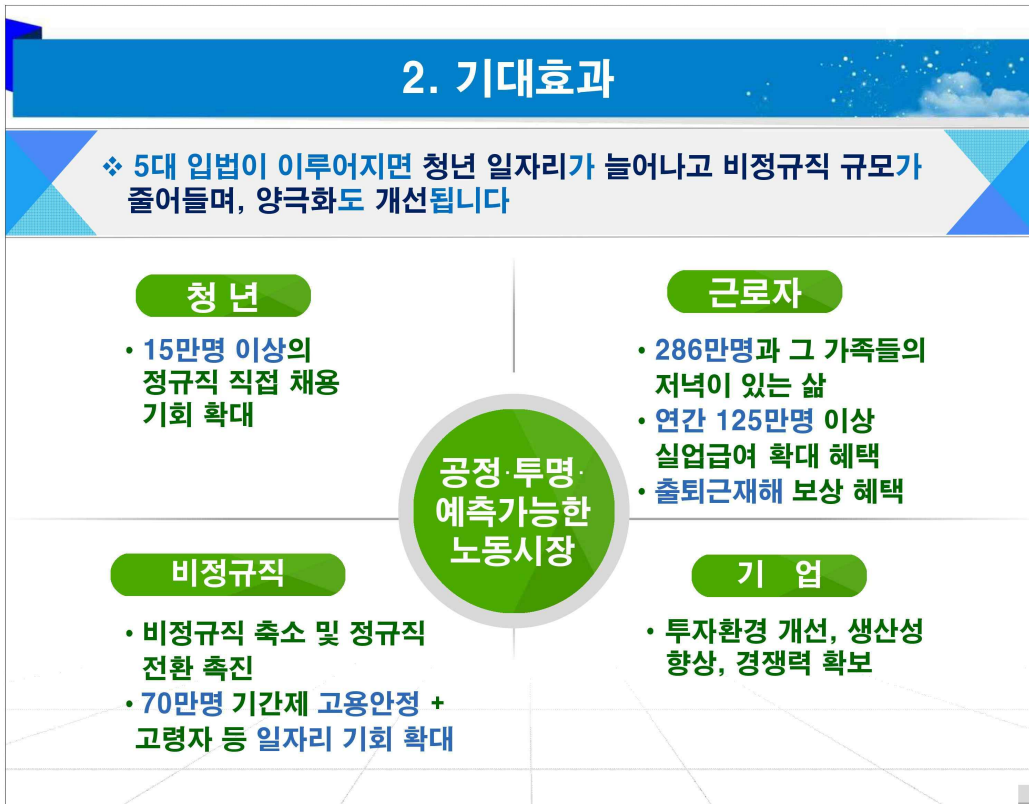 2. 기대효과
❖ 5대 입법이 이루어지면 청년 일자리가 늘어나고 비정규직 규모가
줄어들며, 양극화도 개선됩니다
청 년
• 15만명 이상의
정규직 직접 채용
기회 확대
근로자
• 286만명과 그 가족들의
저녁이 있는 삶
• 연간 125만명 이상
실업급여 확대 혜택
• 출퇴근재해 보상 혜택
공정·투명·
예측가능한
노동시장
비정규직
• 비정규직 축소 및 정규직
전환 촉진
• 70만명 기간제 고용안정 +
고령자 등 일자리 기회 확대
기 업
• 투자환경 개선, 생산성
향상, 경쟁력 확보